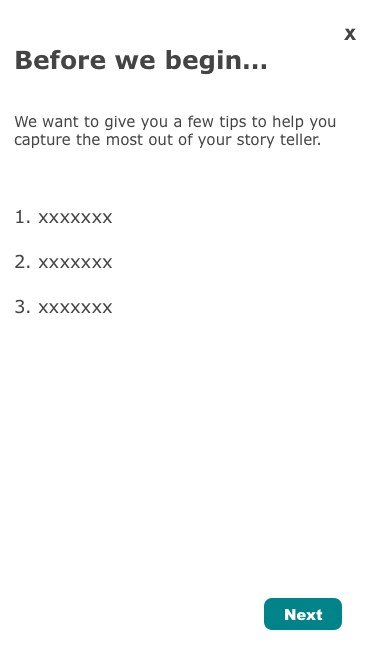 x
Before we begin...
We want to give you a few tips to help you
capture the most out of your story teller.
1. xxxxxxx
2. xxxxxxx
3. xxxxxxx
Next